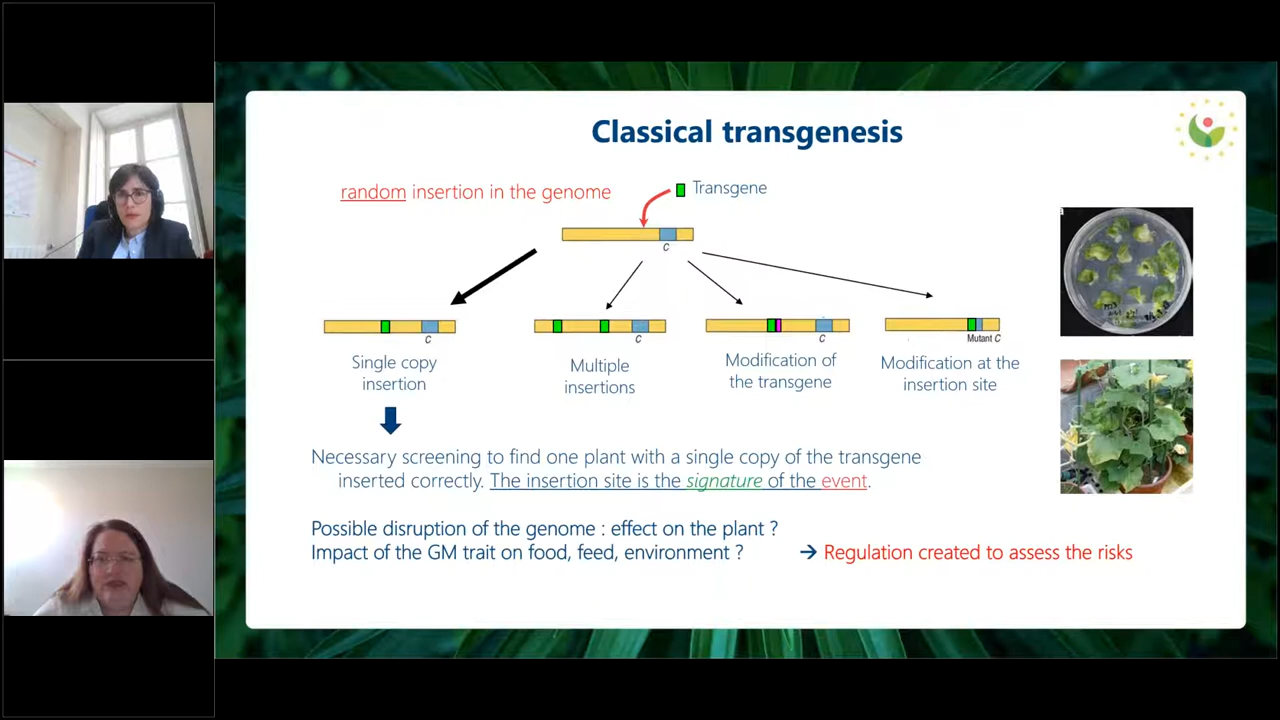 Classical transgenesis
random insertion in the genome
Transgene
C
C
C
C
Mutant C
Single copy
insertion
Multiple
insertions
Modification of
the transgene
Modification at the
insertion site
Necessary screening to find one plant with a single copy of the transgene
inserted correctly. The insertion site is the signature of the event.
Possible disruption of the genome : effect on the plant ?
Impact of the GM trait on food, feed, environment ?
→ Regulation created to assess the risks